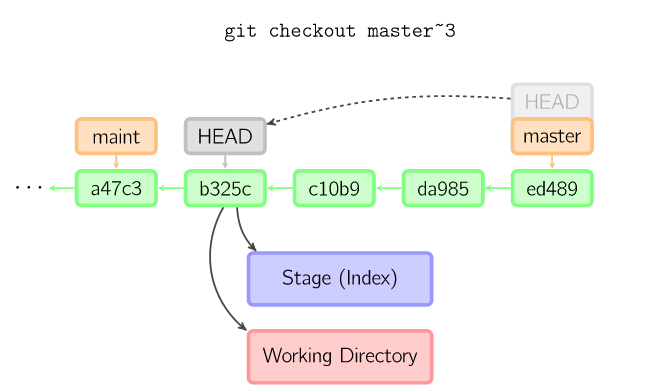 git checkout master~3
HEAD
maint
HEAD
master
...
a47c3
b325c
c10b9
da985
ed489
Stage (Index)
Working Directory